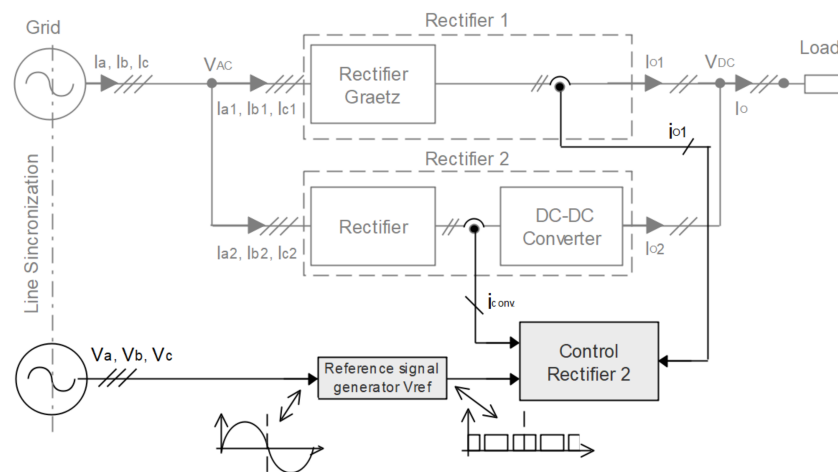 Grid
Rectifier 1
Ia, Ib, Ic
VAC
Rectifier
Graetz
IO1
VDC
Load
Ia1, Ib1, Ic1
IO
iO1
Rectifier 2
Line Sincronization
Rectifier
DC-DC
Converter
Ia2, Ib2, Ic2
IO2
iconv.
Va, Vb, Vc
Reference signal
generator Vref
Control
Rectifier 2